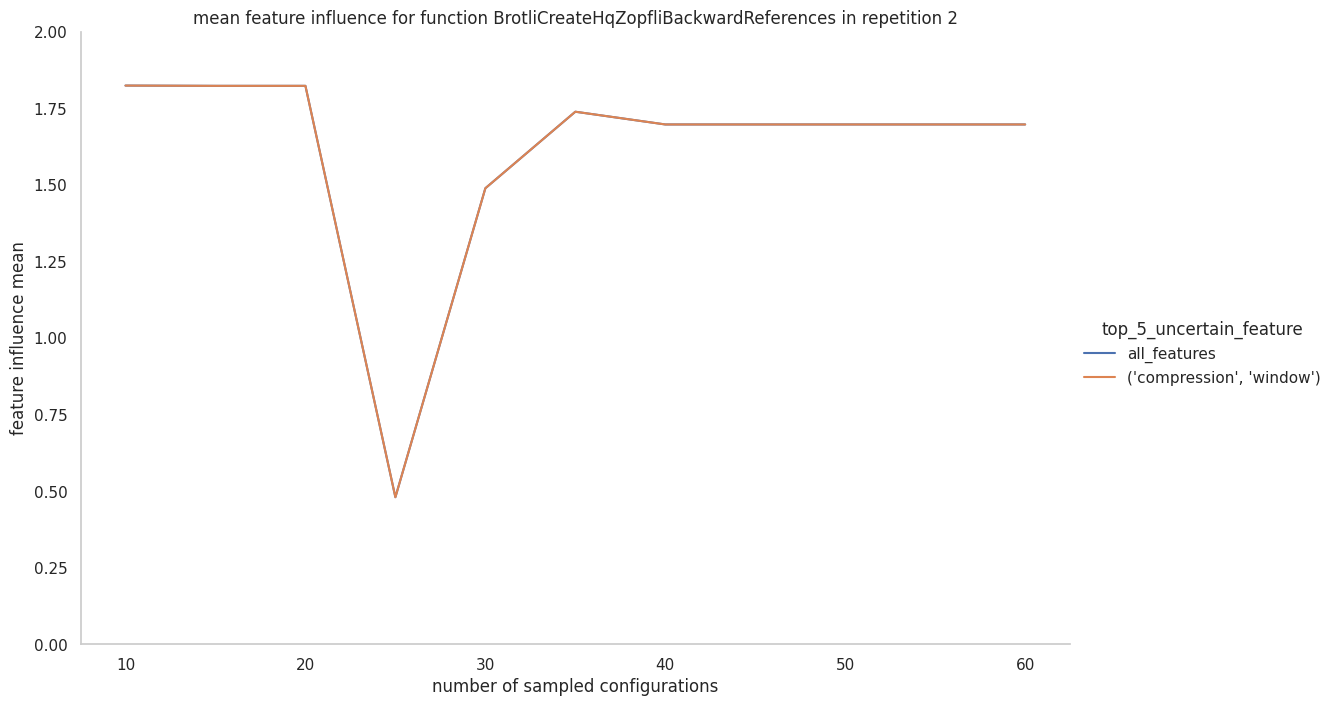 mean feature influence for function BrotliCreateHqZopfliBackwardReferences in repetition 2
2.00
1.75
1.50
1.25
1.00
0.75
0.50
0.25
0.00
feature influence mean
10 20 30 40 50 60
number of sampled configurations
top_5_uncertain_feature
all_features
('compression', 'window')